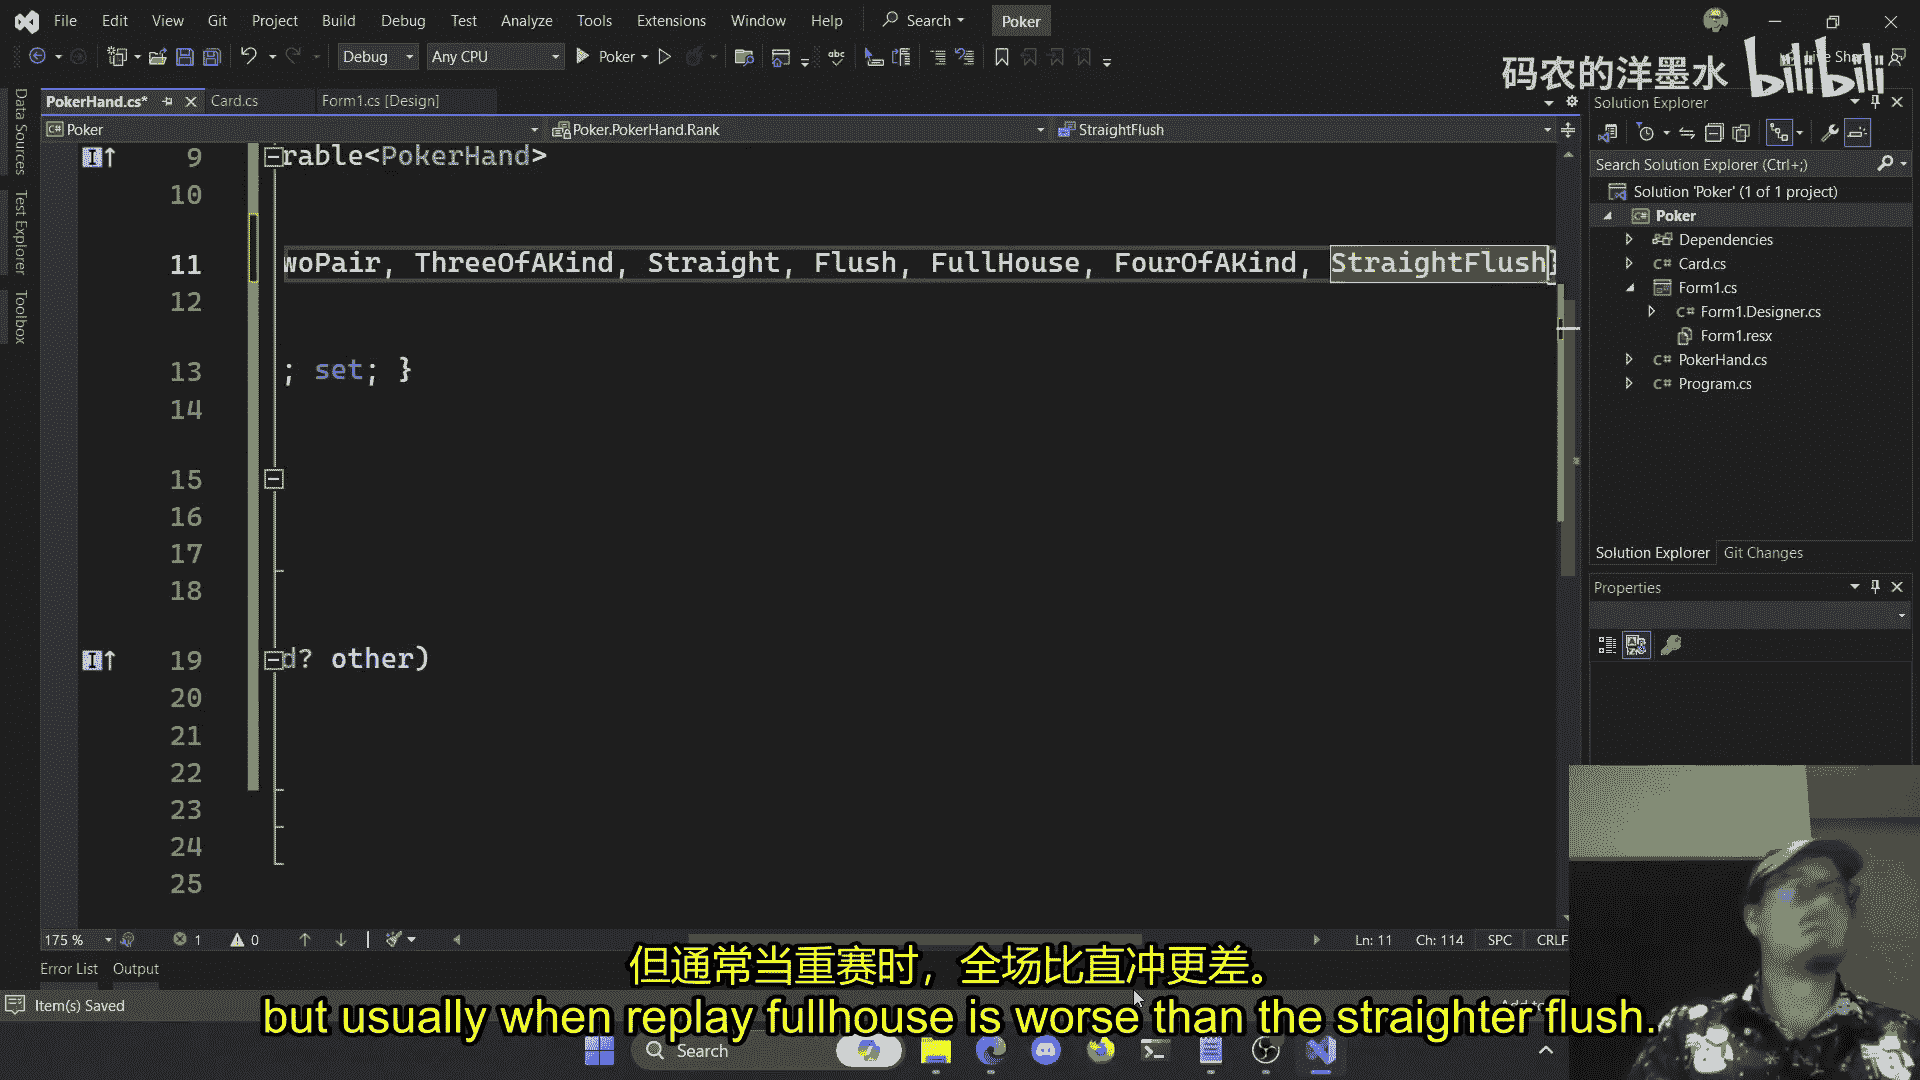 File Edit View Git Project Build Debug Test Analyze Tools Extensions Window Help Search Poker
Debug Any CPU Poker
码农的洋墨水 bilibili
PokerHand.cs* Card.cs Form1.cs [Design]
Poker Poker.PokerHand.Rank StraightFlush
Data Sources
Test Explorer
Toolbox
9 rable<PokerHand>
10
11 woPair, ThreeOfAKind, Straight, Flush, FullHouse, FourOfAKind, StraightFlush}
12
13 ; set; }
14
15
16
17
18
19 d? other)
20
21
22
23
24
25
175 % 1 0 Ln: 11 Ch: 114 SPC CRLF
Error List Output
Item(s) Saved
Solution Explorer
Search Solution Explorer (Ctrl+;)
Solution 'Poker' (1 of 1 project)
Poker
Dependencies
C# Card.cs
Form1.cs
C# Form1.Designer.cs
Form1.resx
C# PokerHand.cs
C# Program.cs
Solution Explorer Git Changes
Properties
但通常当重赛时，全场比直冲更差。
but usually when replay fullhouse is worse than the straighter flush.
Search